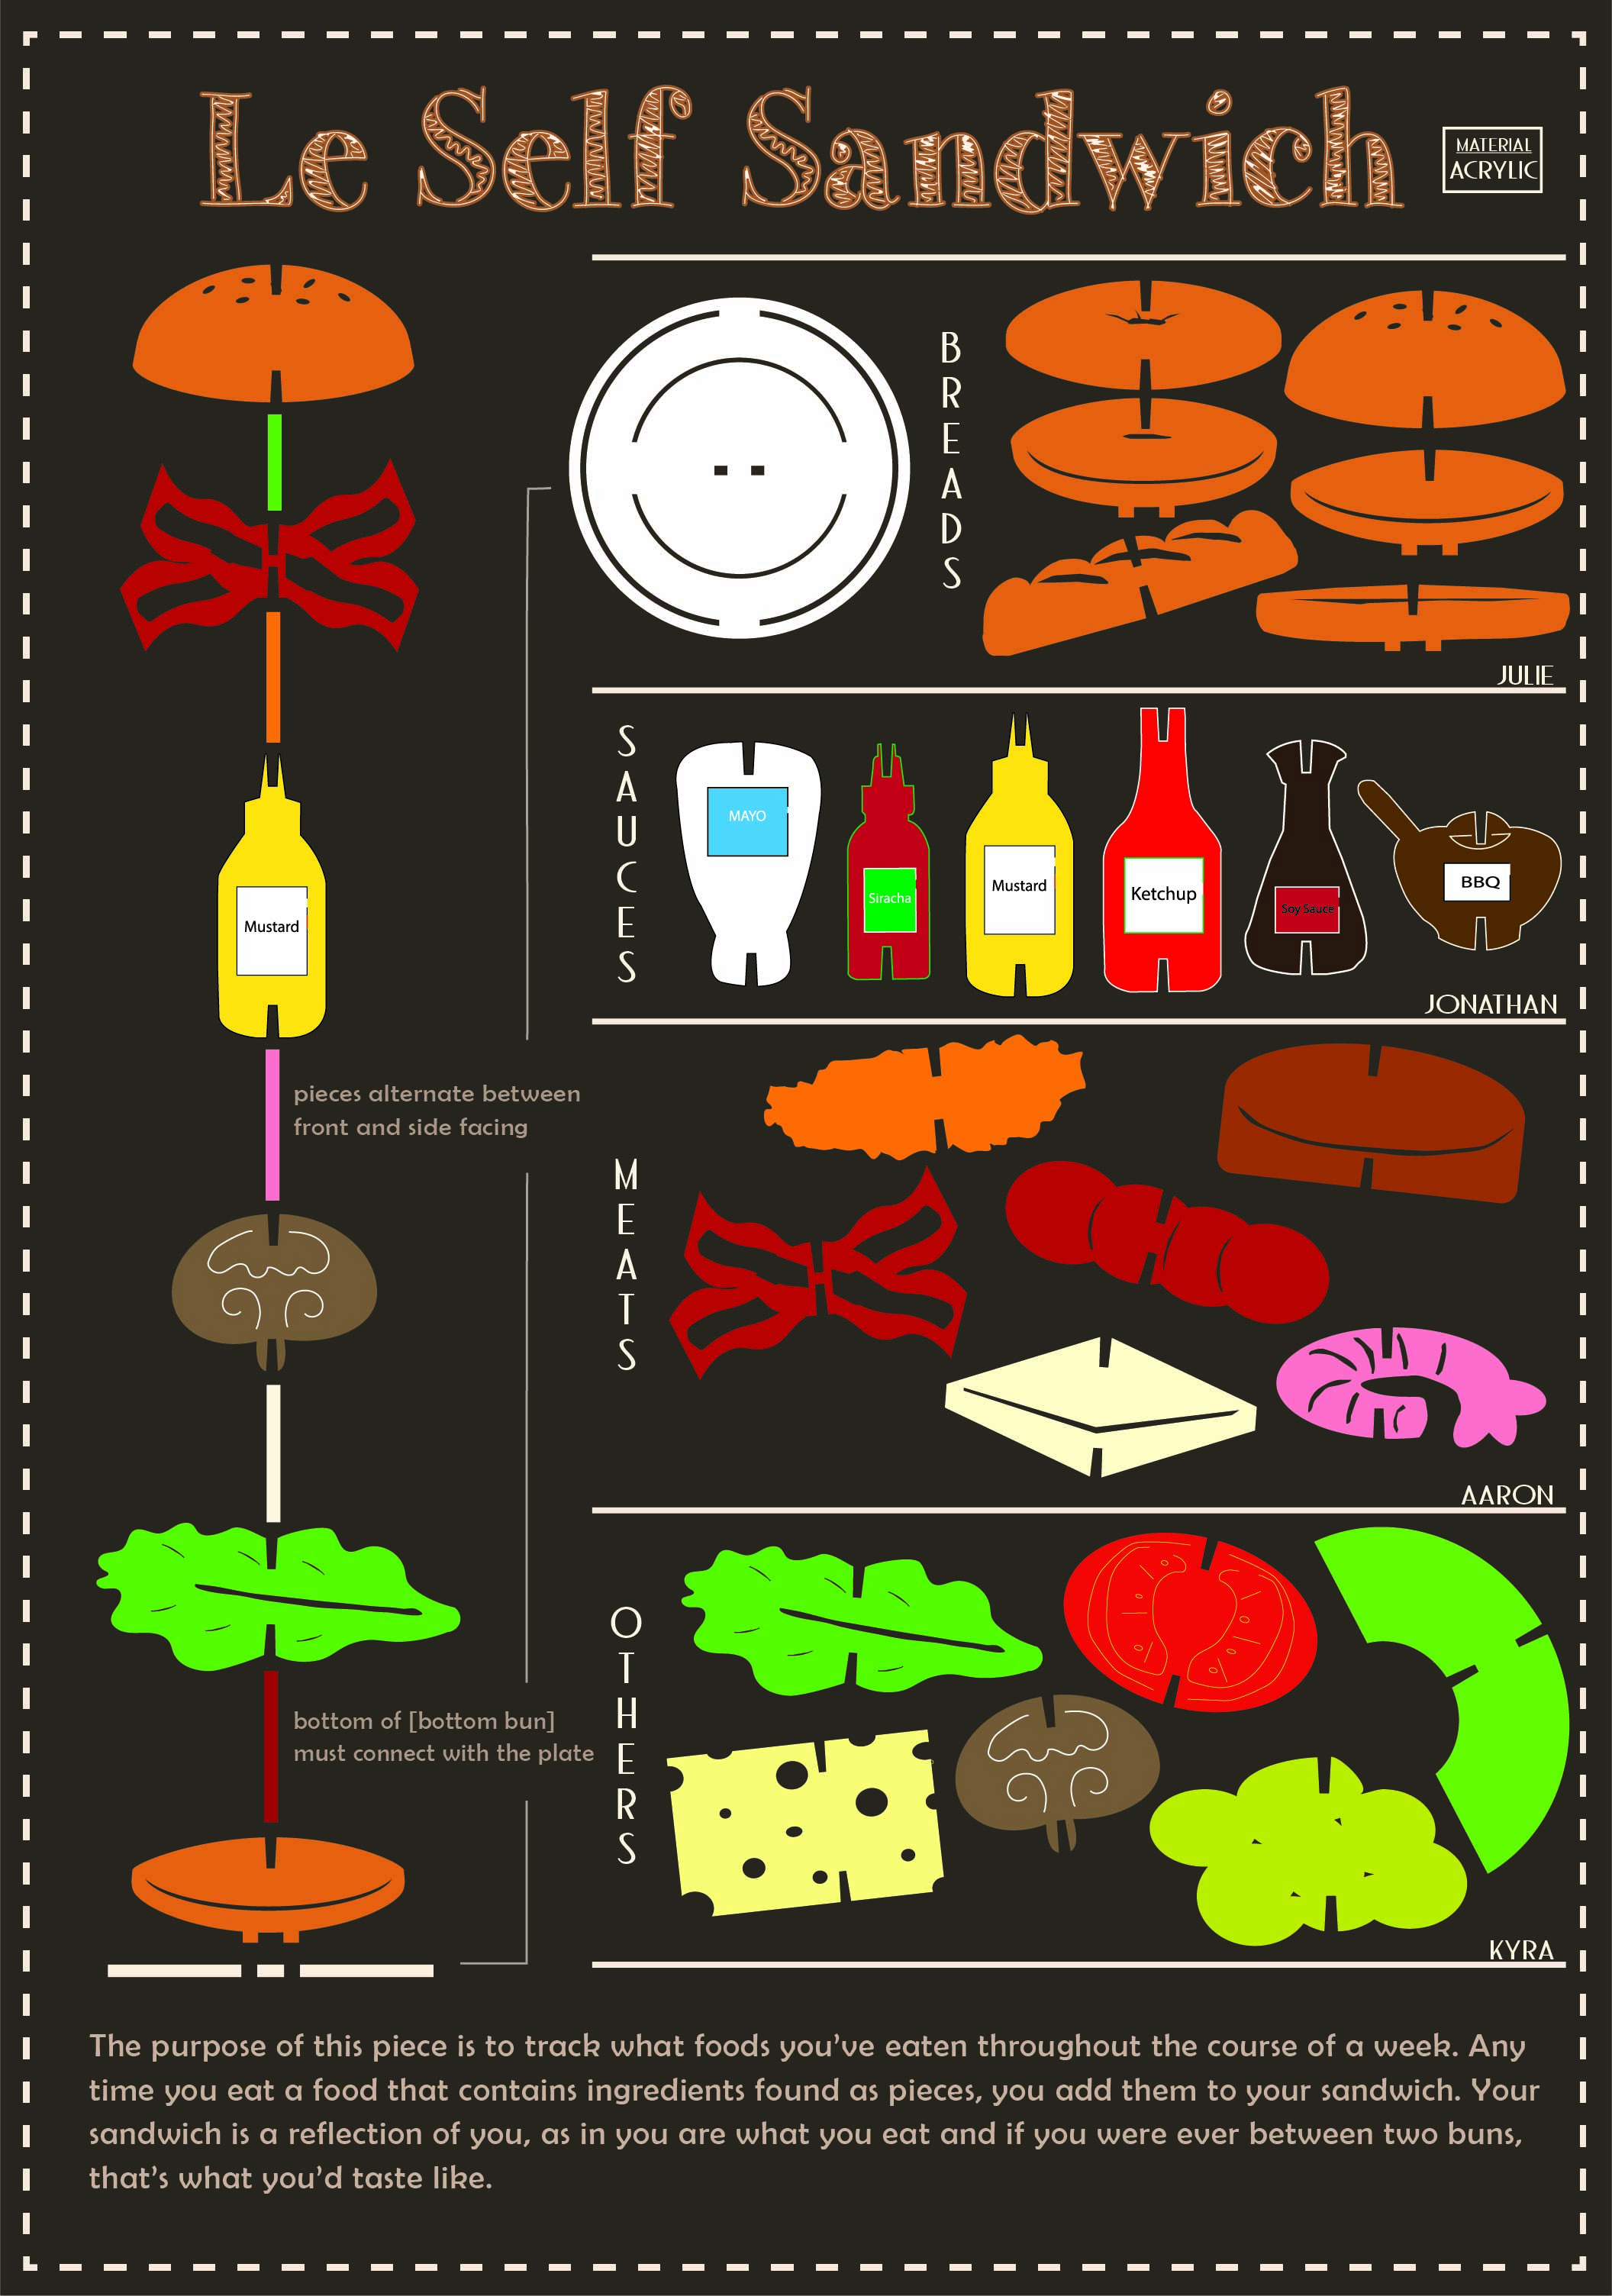 Le Self Sandwich
MATERIAL
ACRYLIC
BREADS
JULIE
SAUCES
MAYO
Siracha
Mustard
Ketchup
Soy Sauce
BBQ
JONATHAN
Mustard
pieces alternate between
front and side facing
MEATS
AARON
OTHERS
bottom of [bottom bun]
must connect with the plate
KYRA
The purpose of this piece is to track what foods you've eaten throughout the course of a week. Any
time you eat a food that contains ingredients found as pieces, you add them to your sandwich. Your
sandwich is a reflection of you, as in you are what you eat and if you were ever between two buns,
that's what you'd taste like.